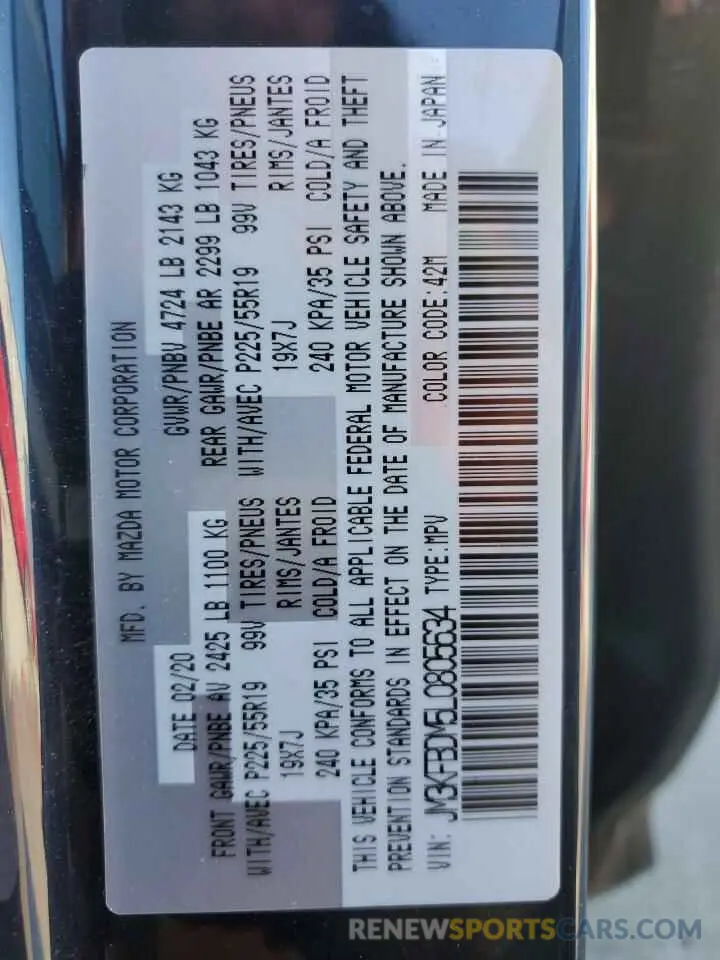 MFD. BY MAZDA MOTOR CORPORATION
DATE 02/20 GVWR/PNBV 4724 LB 2143 KG
FRONT GAWR/PNBE AV 2425 LB 1100 KG REAR GAWR/PNBE AR 2299 LB 1043 KG
WITH/AVEC P225/55R19 99V TIRES/PNEUS WITH/AVEC P225/55R19 99V TIRES/PNEUS
19X7J RIMS/JANTES 19X7J RIMS/JANTES
240 KPA/35 PSI COLD/A FROID 240 KPA/35 PSI COLD/A FROID
THIS VEHICLE CONFORMS TO ALL APPLICABLE FEDERAL MOTOR VEHICLE SAFETY AND THEFT
PREVENTION STANDARDS IN EFFECT ON THE DATE OF MANUFACTURE SHOWN ABOVE.
VIN: JM3KFBDM5L0805634 TYPE:MPV COLOR CODE:42M MADE IN JAPAN
RENEWSPORTSCARS.COM